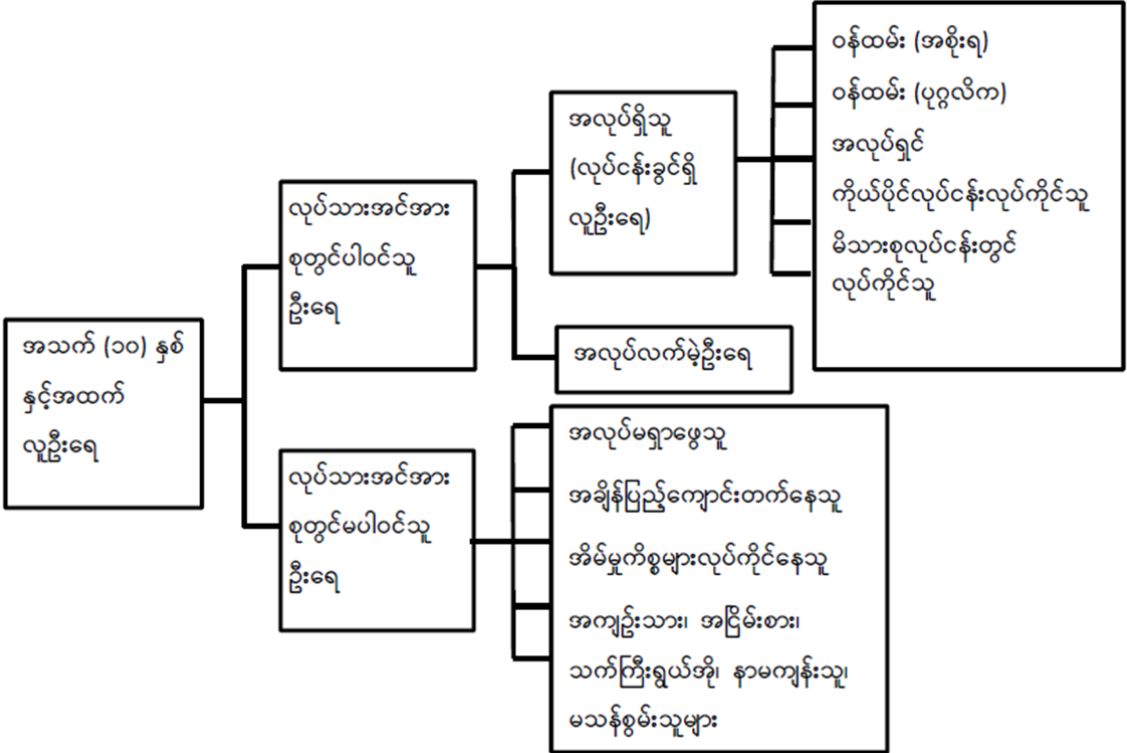 အသက် (၁၀) နှစ်
နှင့်အထက်
လူဦးရေ
လုပ်သားအင်အား
စုတွင်ပါဝင်သူ
ဦးရေ
အလုပ်ရှိသူ
(လုပ်ငန်းခွင်ရှိ
လူဦးရေ)
ဝန်ထမ်း (အစိုးရ)
ဝန်ထမ်း (ပုဂ္ဂလိက)
အလုပ်ရှင်
ကိုယ်ပိုင်လုပ်ငန်းလုပ်ကိုင်သူ
မိသားစုလုပ်ငန်းတွင်
လုပ်ကိုင်သူ
အလုပ်လက်မဲ့ဦးရေ
လုပ်သားအင်အား
စုတွင်မပါဝင်သူ
ဦးရေ
အလုပ်မရှာဖွေသူ
အချိန်ပြည့်ကျောင်းတက်နေသူ
အိမ်မှုကိစ္စများလုပ်ကိုင်နေသူ
အကျဉ်းသား၊ အငြိမ်းစား၊
သက်ကြီးရွယ်အို၊ နာမကျန်းသူ၊
မသန်စွမ်းသူများ